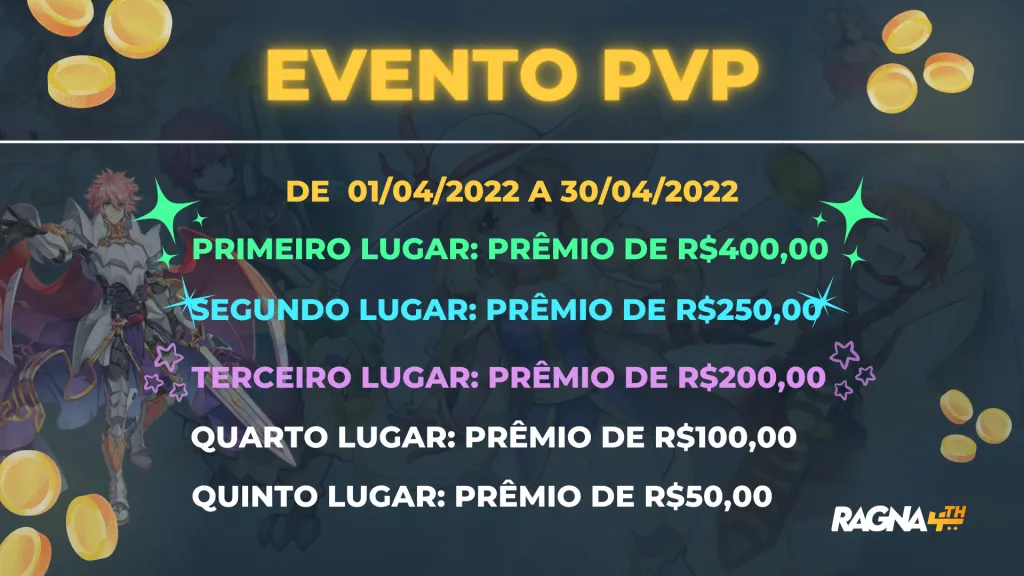 EVENTO PVP
DE 01/04/2022 A 30/04/2022
PRIMEIRO LUGAR: PRÊMIO DE R$400,00
SEGUNDO LUGAR: PRÊMIO DE R$250,00
TERCEIRO LUGAR: PRÊMIO DE R$200,00
QUARTO LUGAR: PRÊMIO DE R$100,00
QUINTO LUGAR: PRÊMIO DE R$50,00
RAGNA4TH